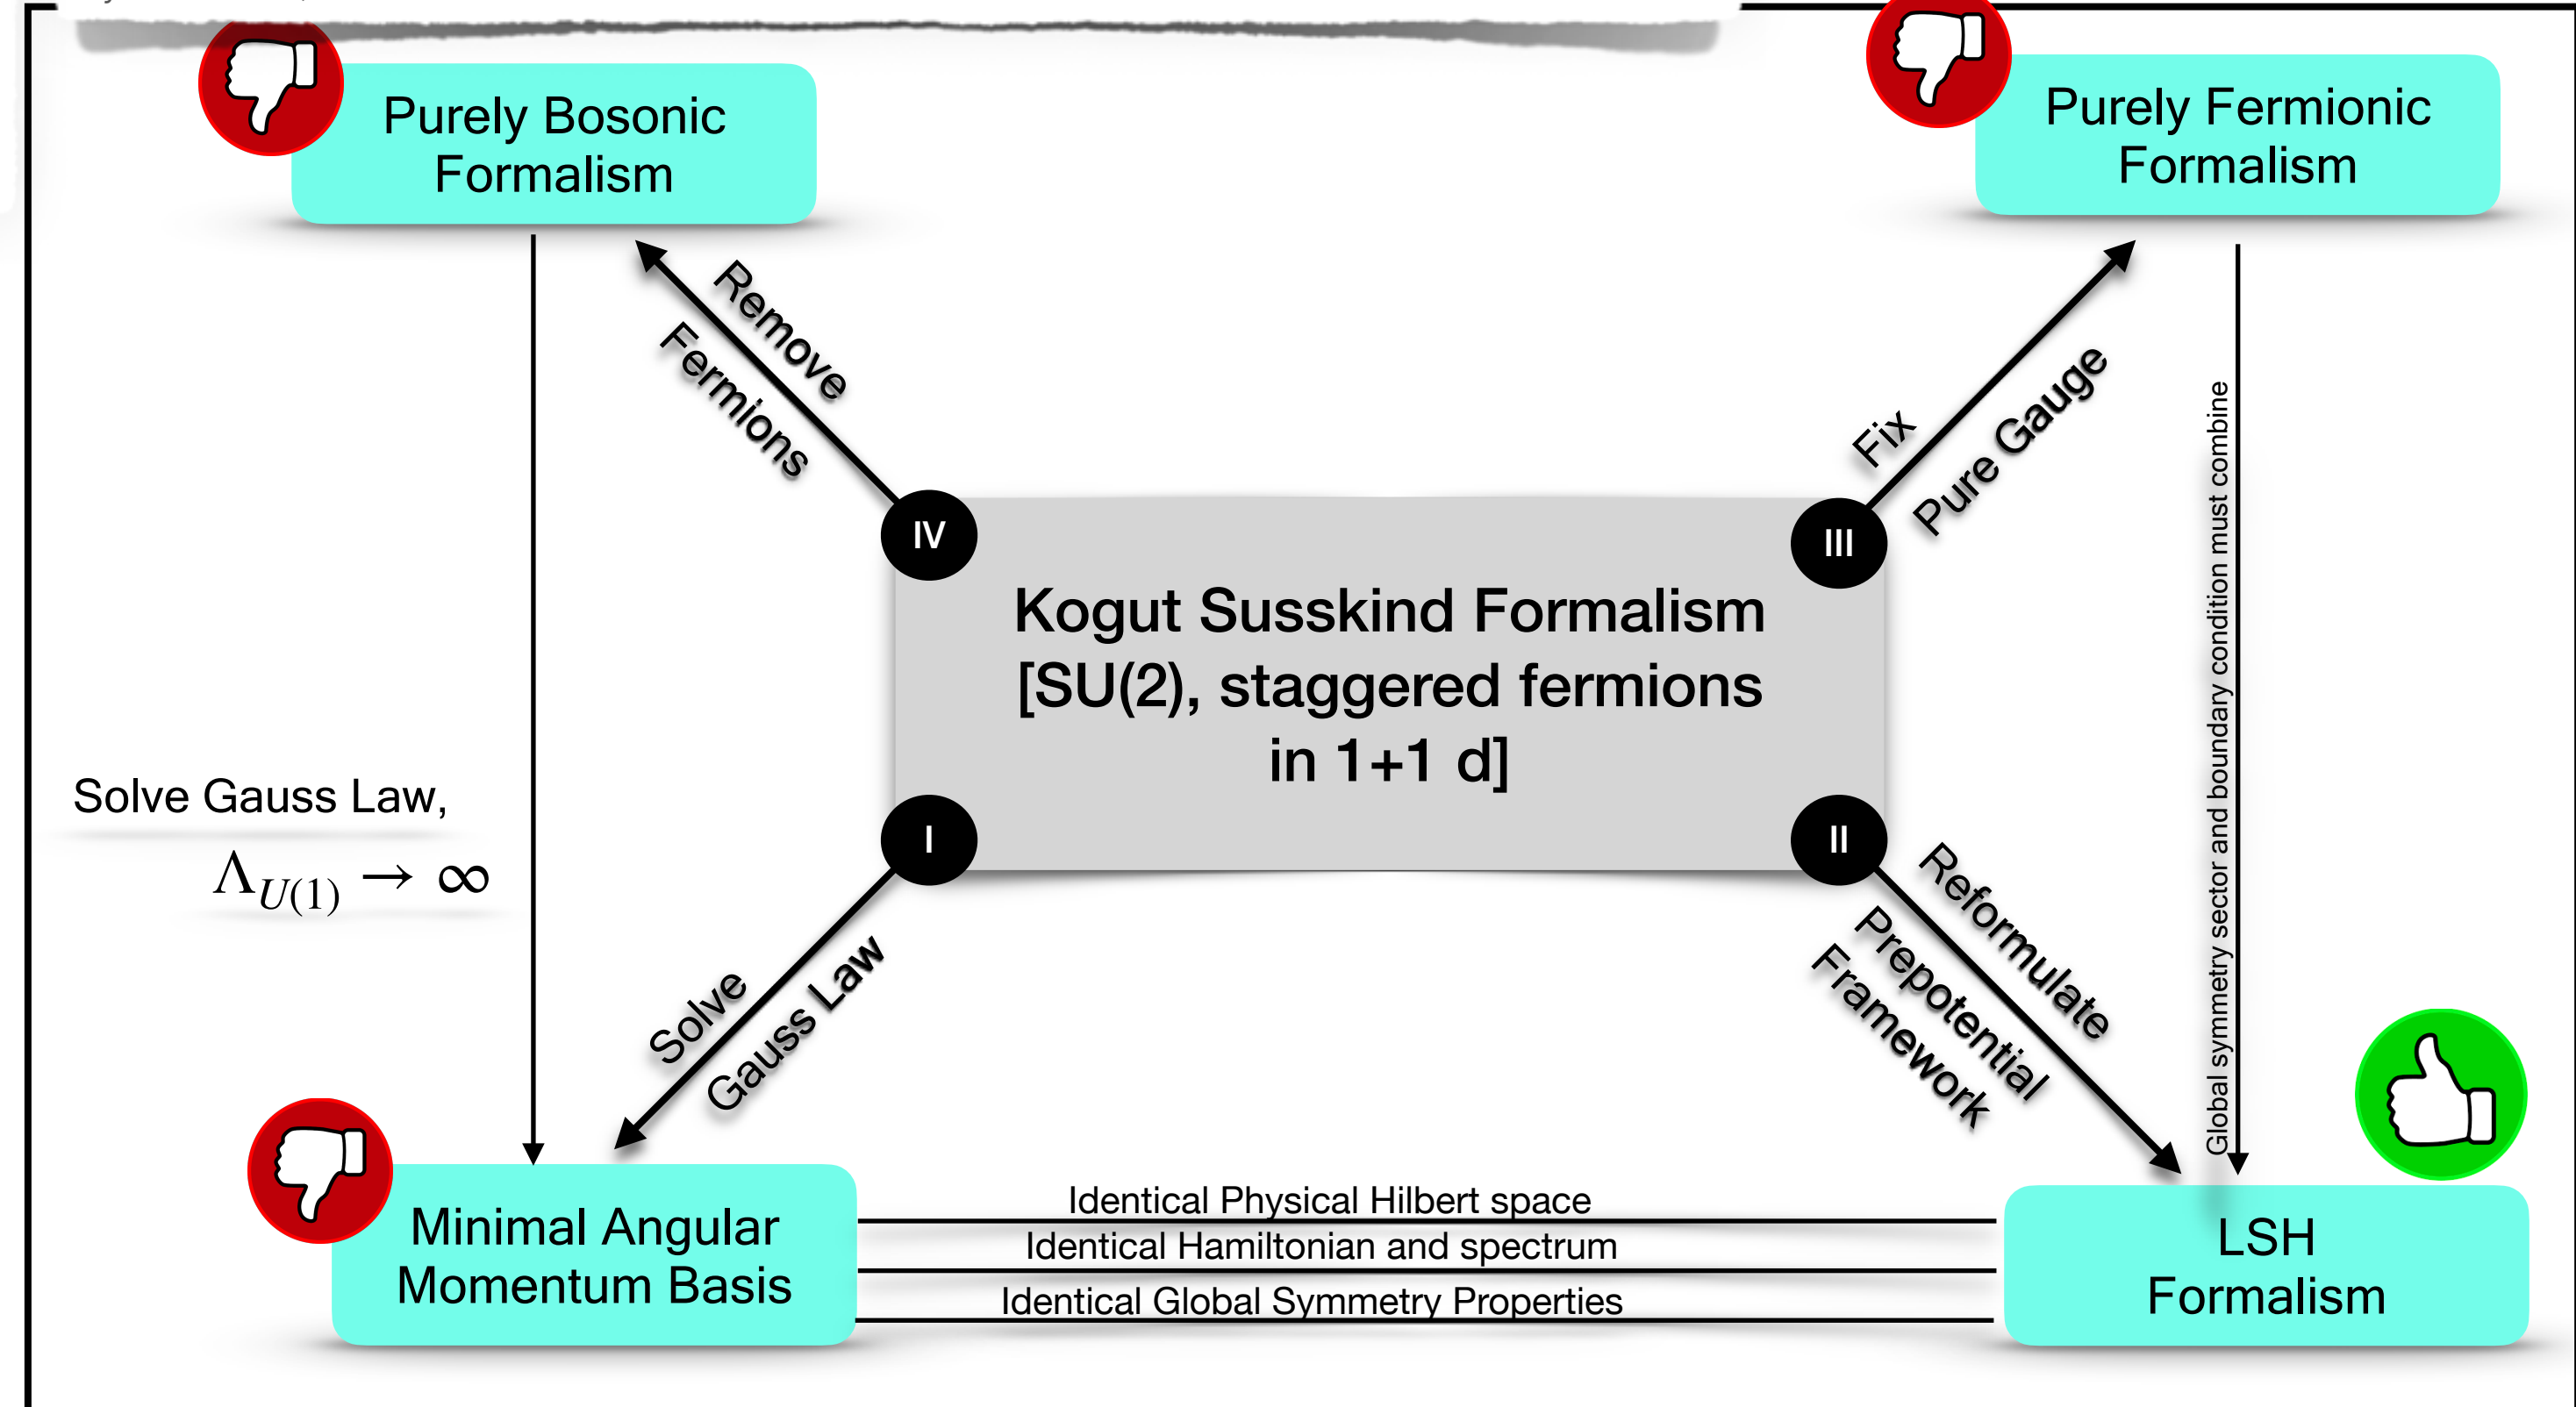 Purely Bosonic
Formalism
Purely Fermionic
Formalism
Remove
Fermions
Fix
Pure Gauge
Global symmetry sector and boundary condition must combine
IV
III
Kogut Susskind Formalism
[SU(2), staggered fermions
in 1+1 d]
Solve Gauss Law,
Λ_{U(1)} → ∞
I
II
Solve
Gauss Law
Reformulate
Prepotential
Framework
Minimal Angular
Momentum Basis
Identical Physical Hilbert space
Identical Hamiltonian and spectrum
Identical Global Symmetry Properties
LSH
Formalism